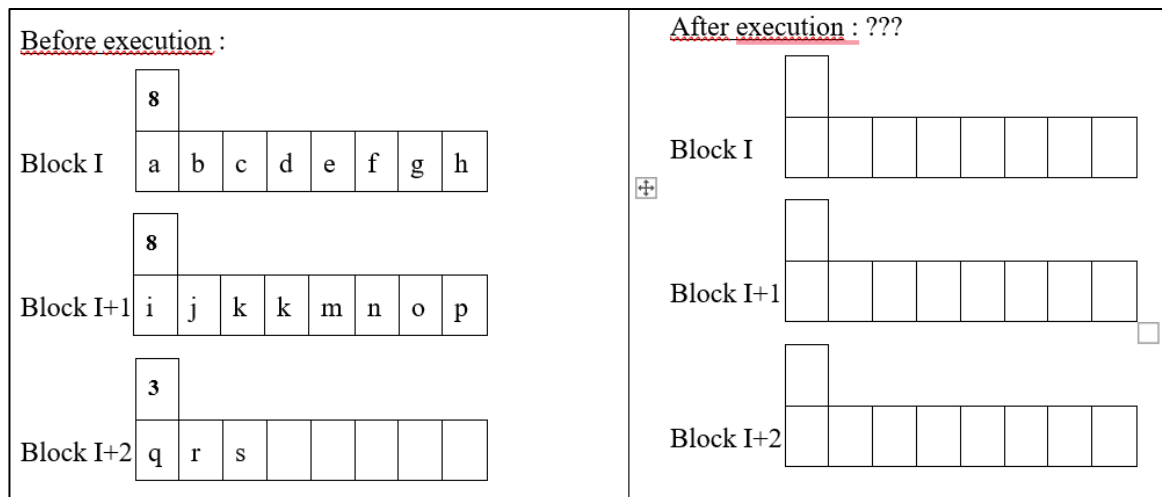 Before execution :
8
Block I a b c d e f g h
8
Block I+1 i j k k m n o p
3
Block I+2 q r s
After execution : ???
Block I
Block I+1
Block I+2